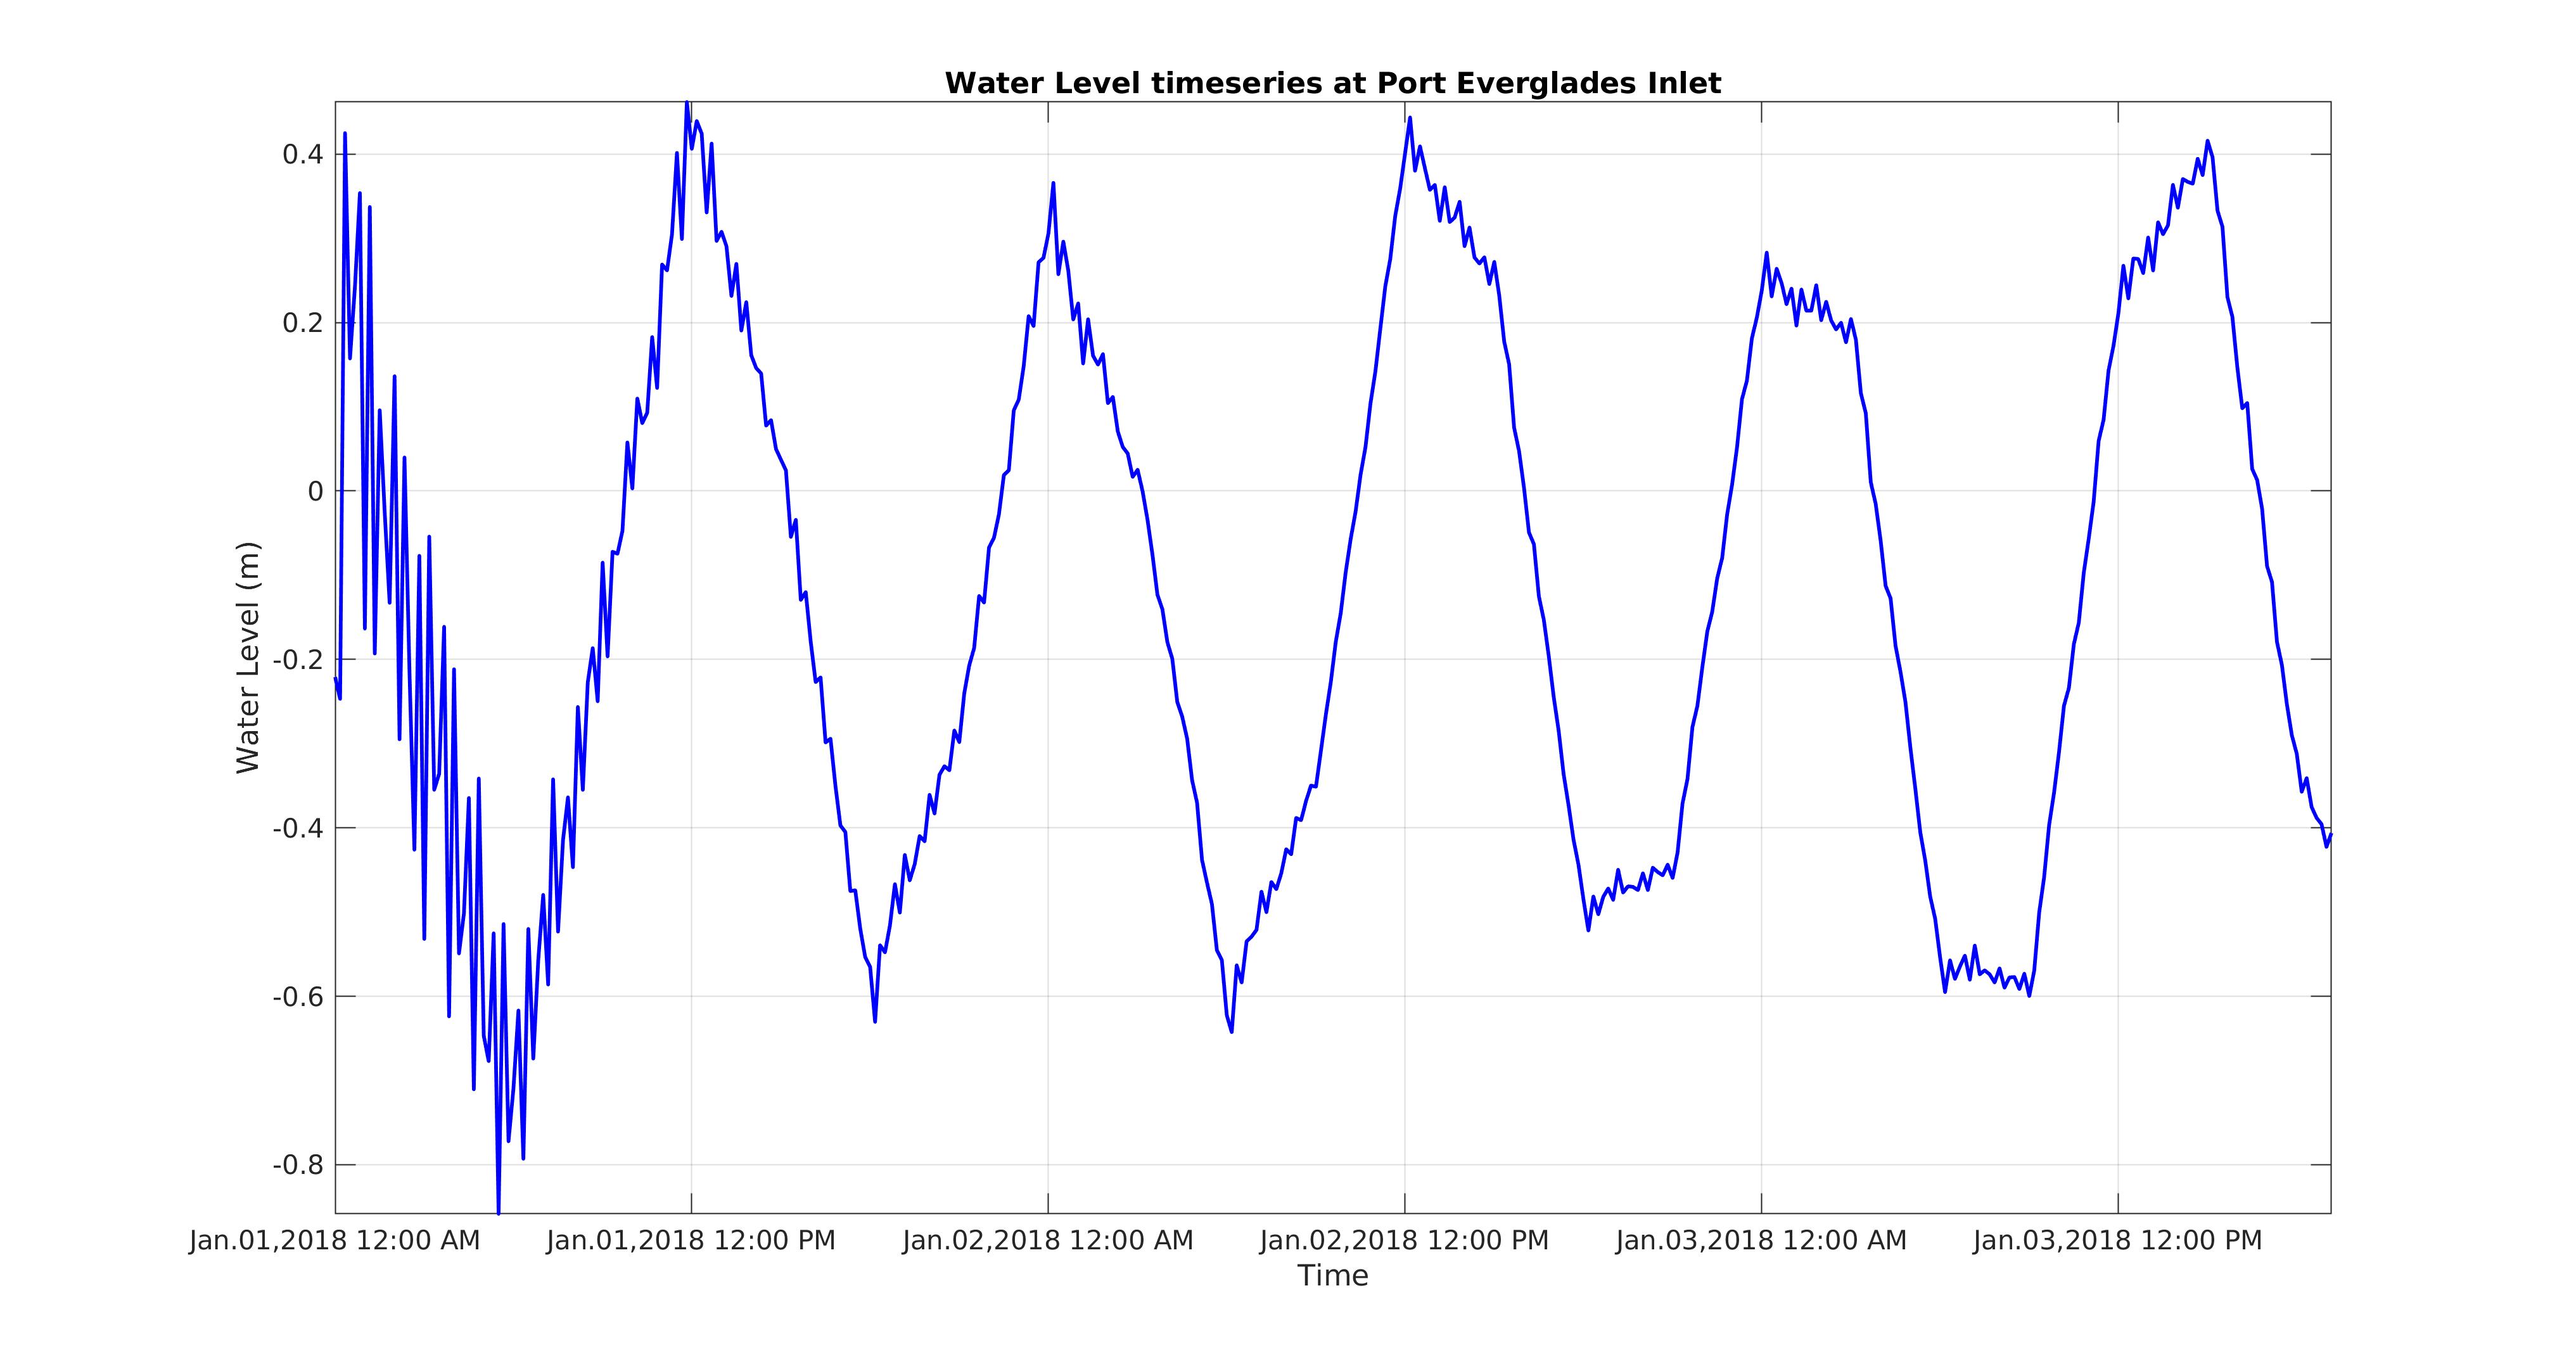 Water Level timeseries at Port Everglades Inlet
0.4
0.2
0
-0.2
-0.4
-0.6
-0.8
Water Level (m)
Jan.01,2018 12:00 AM
Jan.01,2018 12:00 PM
Jan.02,2018 12:00 AM
Jan.02,2018 12:00 PM
Jan.03,2018 12:00 AM
Jan.03,2018 12:00 PM
Time